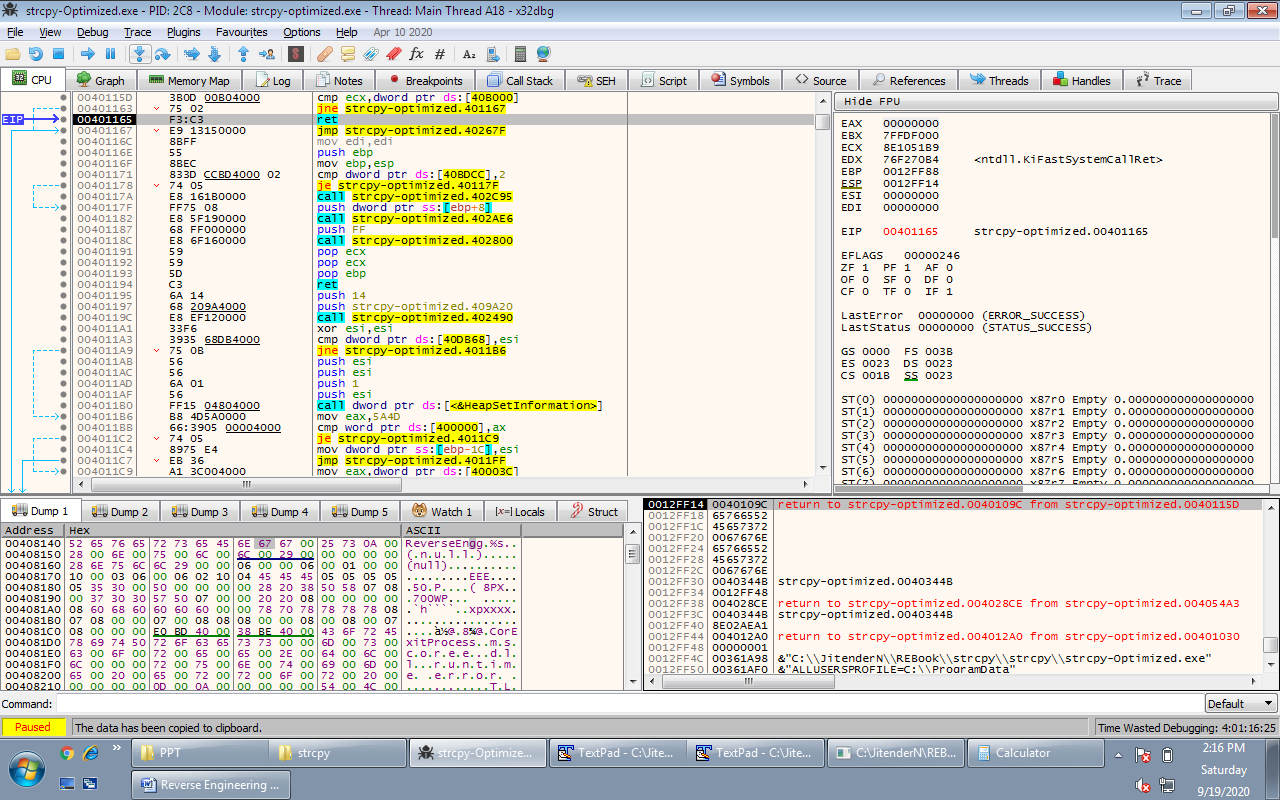 strcpy-Optimized.exe - PID: 2C8 - Module: strcpy-optimized.exe - Thread: Main Thread A18 - x32dbg
File View Debug Trace Plugins Favourites Options Help Apr 10 2020
CPU Graph Memory Map Log Notes Breakpoints Call Stack SEH Script Symbols Source References Threads Handles Trace
0040115D 3B0D 00B04000 cmp ecx,dword ptr ds:[40B000]
00401163 75 02 jne strcpy-optimized.401167
EIP 00401165 F3:C3 ret
00401167 E9 13150000 jmp strcpy-optimized.40267F
0040116C 8BFF mov edi,edi
0040116E 55 push ebp
0040116F 8BEC mov ebp,esp
00401171 833D CCBD4000 02 cmp dword ptr ds:[40BDCC],2
00401178 74 05 je strcpy-optimized.40117F
0040117A E8 161B0000 call strcpy-optimized.402C95
0040117F FF75 08 push dword ptr ss:[ebp+8]
00401182 E8 5F190000 call strcpy-optimized.402AE6
00401187 68 FF000000 push FF
0040118C E8 6F160000 call strcpy-optimized.402800
00401191 59 pop ecx
00401192 59 pop ecx
00401193 5D pop ebp
00401194 C3 ret
00401195 6A 14 push 14
00401197 68 209A4000 push strcpy-optimized.409A20
0040119C E8 EF120000 call strcpy-optimized.402490
004011A1 33F6 xor esi,esi
004011A3 3935 68DB4000 cmp dword ptr ds:[40DB68],esi
004011A9 75 0B jne strcpy-optimized.4011B6
004011AB 56 push esi
004011AC 56 push esi
004011AD 6A 01 push 1
004011AF 56 push esi
004011B0 FF15 04804000 call dword ptr ds:[<&HeapSetInformation>]
004011B6 B8 4D5A0000 mov eax,5A4D
004011BB 66:3905 00004000 cmp word ptr ds:[400000],ax
004011C2 74 05 je strcpy-optimized.4011C9
004011C4 8975 E4 mov dword ptr ss:[ebp-1C],esi
004011C7 EB 36 jmp strcpy-optimized.4011FF
004011C9 A1 3C004000 mov eax,dword ptr ds:[40003C]
Hide FPU
EAX 00000000
EBX 7FFDF000
ECX 8E1051B9
EDX 76F270B4 <ntdll.KiFastSystemCallRet>
EBP 0012FF88
ESP 0012FF14
ESI 00000000
EDI 00000000
EIP 00401165 strcpy-optimized.00401165
EFLAGS 00000246
ZF 1 PF 1 AF 0
OF 0 SF 0 DF 0
CF 0 TF 0 IF 1
LastError 00000000 (ERROR_SUCCESS)
LastStatus 00000000 (STATUS_SUCCESS)
GS 0000 FS 003B
ES 0023 DS 0023
CS 001B SS 0023
ST(0) 00000000000000000000 x87r0 Empty 0.000000000000000000
ST(1) 00000000000000000000 x87r1 Empty 0.000000000000000000
ST(2) 00000000000000000000 x87r2 Empty 0.000000000000000000
ST(3) 00000000000000000000 x87r3 Empty 0.000000000000000000
ST(4) 00000000000000000000 x87r4 Empty 0.000000000000000000
ST(5) 00000000000000000000 x87r5 Empty 0.000000000000000000
ST(6) 00000000000000000000 x87r6 Empty 0.000000000000000000
ST(7) 00000000000000000000 x87r7 Empty 0.000000000000000000
Dump 1 Dump 2 Dump 3 Dump 4 Dump 5 Watch 1 [x=] Locals Struct
Address Hex ASCII
00408140 52 65 76 65 72 73 65 45 6E 67 67 00 25 73 0A 00 ReverseEngg.%s..
00408150 28 00 6E 00 75 00 6C 00 6C 00 29 00 00 00 00 00 (.n.u.l.l.).....
00408160 28 6E 75 6C 6C 29 00 00 06 00 00 06 00 01 00 00 (null)..........
00408170 10 00 03 06 00 06 02 10 04 45 45 45 05 05 05 05 .........EEE....
00408180 05 35 30 00 50 00 00 00 00 28 20 38 50 58 07 08 .50.P....( 8PX..
00408190 00 37 30 30 57 50 07 00 00 20 20 08 00 00 00 00 .700WP...  .....
004081A0 08 60 68 60 60 60 60 00 00 78 70 78 78 78 78 08 .`h````..xpxxxx.
004081B0 07 08 00 00 07 00 08 08 08 00 00 08 00 08 00 07 ................
004081C0 08 00 00 00 E0 BD 40 00 38 BE 40 00 43 6F 72 45 ....à½@.8¾@.CorE
004081D0 78 69 74 50 72 6F 63 65 73 73 00 00 6D 00 73 00 xitProcess..m.s.
004081E0 63 00 6F 00 72 00 65 00 65 00 2E 00 64 00 6C 00 c.o.r.e.e...d.l.
004081F0 6C 00 00 00 72 00 75 00 6E 00 74 00 69 00 6D 00 l...r.u.n.t.i.m.
00408200 65 00 20 00 65 00 72 00 72 00 6F 00 72 00 20 00 e. .e.r.r.o.r. .
00408210 00 00 00 00 0D 00 0A 00 00 00 00 00 54 00 4C 00 ............T.L.
0012FF14 0040109C return to strcpy-optimized.0040109C from strcpy-optimized.0040115D
0012FF18 65766552
0012FF1C 45657372
0012FF20 0067676E
0012FF24 65766552
0012FF28 45657372
0012FF2C 0067676E
0012FF30 0040344B strcpy-optimized.0040344B
0012FF34 0012FF48
0012FF38 004028CE return to strcpy-optimized.004028CE from strcpy-optimized.004054A3
0012FF3C 0040344B strcpy-optimized.0040344B
0012FF40 8E02AEA1
0012FF44 004012A0 return to strcpy-optimized.004012A0 from strcpy-optimized.00401030
0012FF48 00000001
0012FF4C 00361A98 &"C:\\JitenderN\\REBook\\strcpy\\strcpy\\strcpy-Optimized.exe"
0012FF50 00361AF0 &"ALLUSERSPROFILE=C:\\ProgramData"
Command: Default
Paused The data has been copied to clipboard. Time Wasted Debugging: 4:01:16:25
PPT strcpy strcpy-Optimize... TextPad - C:\Jite... TextPad - C:\Jite... C:\JitenderN\REB... Calculator
Reverse Engineering ...
2:16 PM
Saturday
9/19/2020